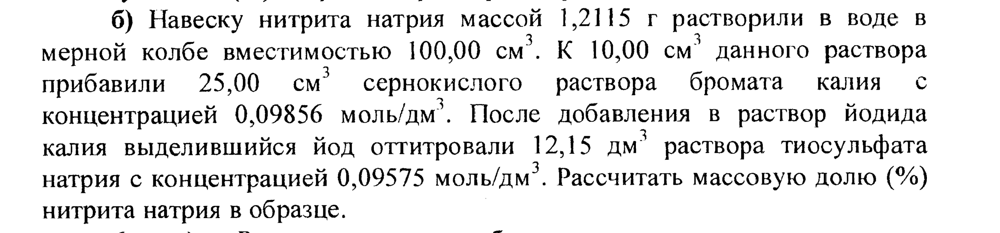 б) Навеску нитрита натрия массой 1,2115 г растворили в воде в
мерной колбе вместимостью 100,00 см³. К 10,00 см³ данного раствора
прибавили 25,00 см³ сернокислого раствора бромата калия с
концентрацией 0,09856 моль/дм³. После добавления в раствор йодида
калия выделившийся йод оттитровали 12,15 дм³ раствора тиосульфата
натрия с концентрацией 0,09575 моль/дм³. Рассчитать массовую долю (%)
нитрита натрия в образце.